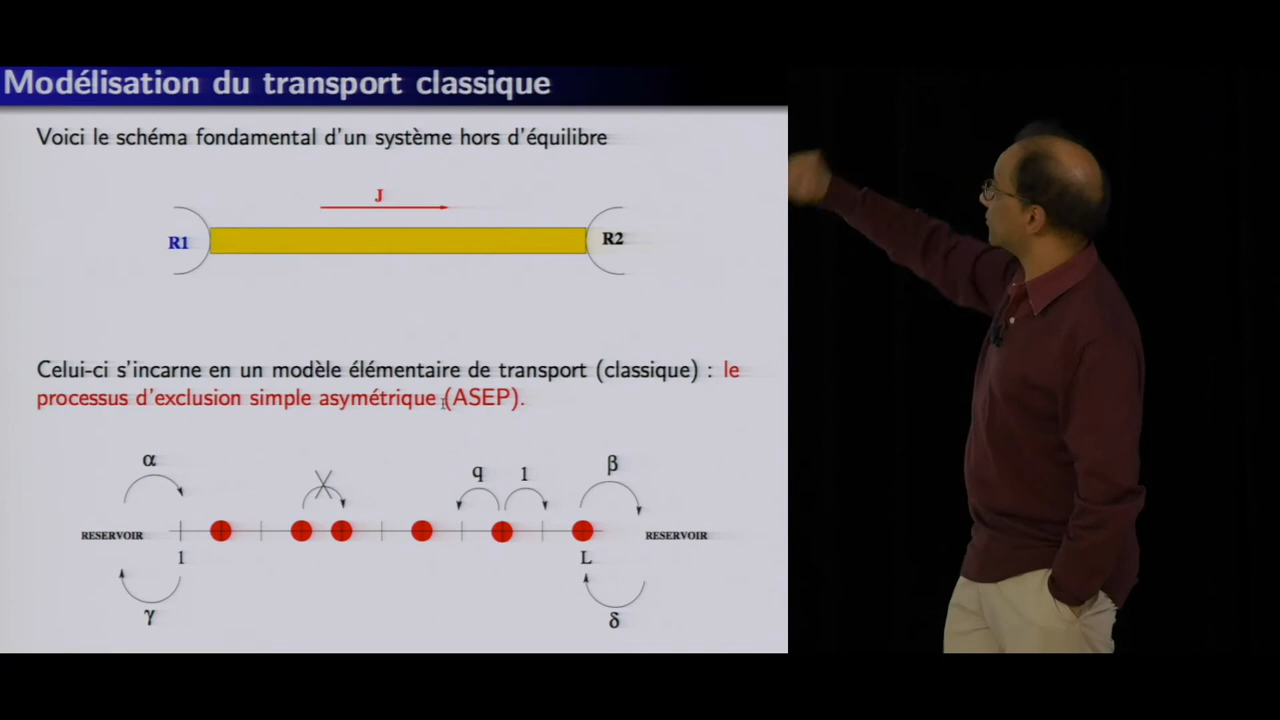 Modélisation du transport classique
Voici le schéma fondamental d'un système hors d'équilibre
J
R1
R2
Celui-ci s'incarne en un modèle élémentaire de transport (classique) : le
processus d'exclusion simple asymétrique (ASEP).
α
q
1
β
RESERVOIR
RESERVOIR
1
L
γ
δ